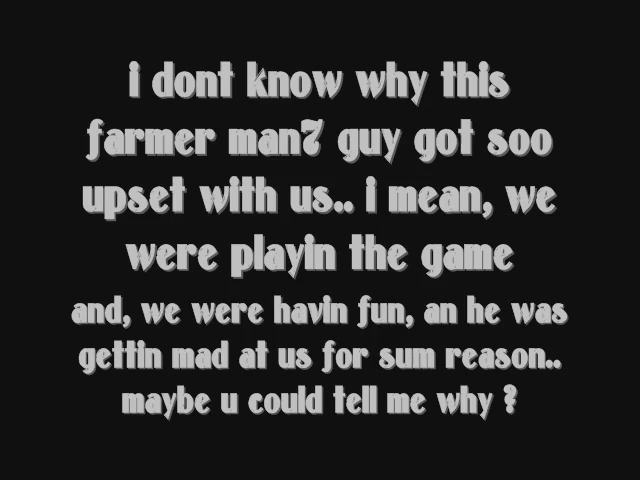 i dont know why this
farmer man7 guy got soo
upset with us.. i mean, we
were playin the game
and, we were havin fun, an he was
gettin mad at us for sum reason..
maybe u could tell me why ?